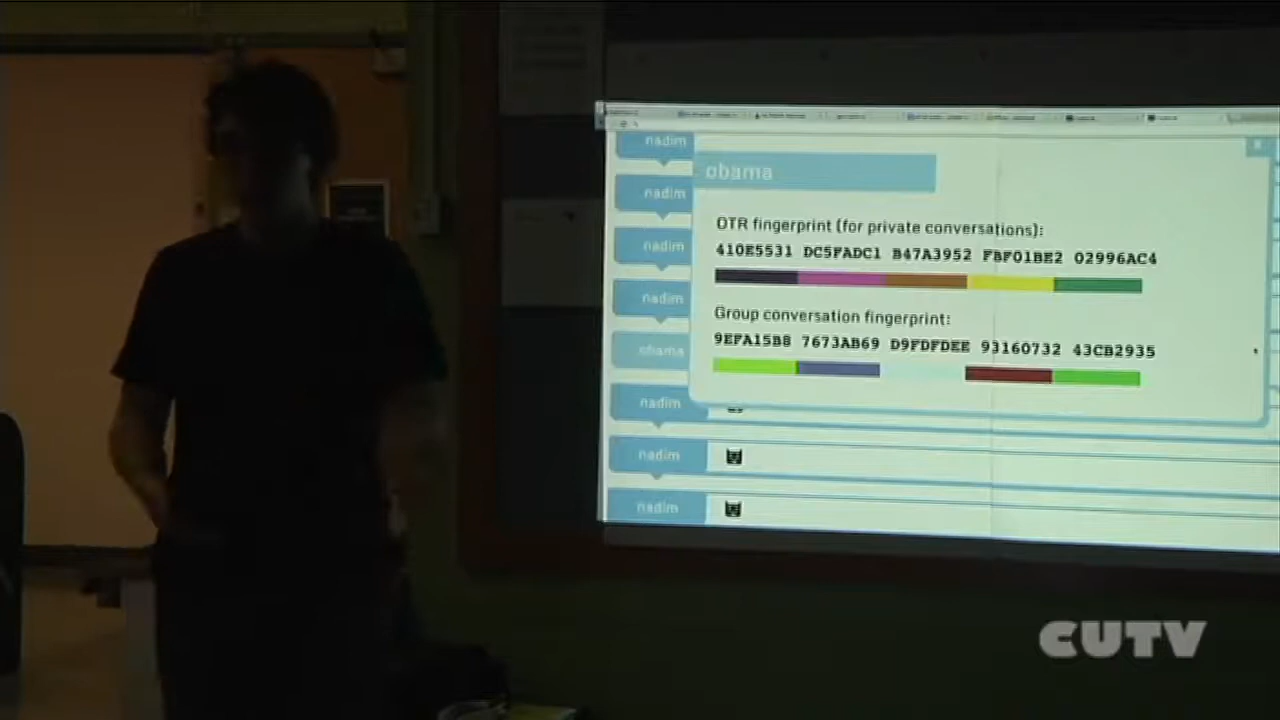 nadim
obama
nadim
OTR fingerprint (for private conversations):
nadim
410E5531 DC5FADC1 B47A3952 FBF01BE2 02996AC4
nadim
Group conversation fingerprint:
obama
9EFA15B8 7673AB69 D9FDFDEE 93160732 43CB2935
nadim
nadim
nadim
CUTV